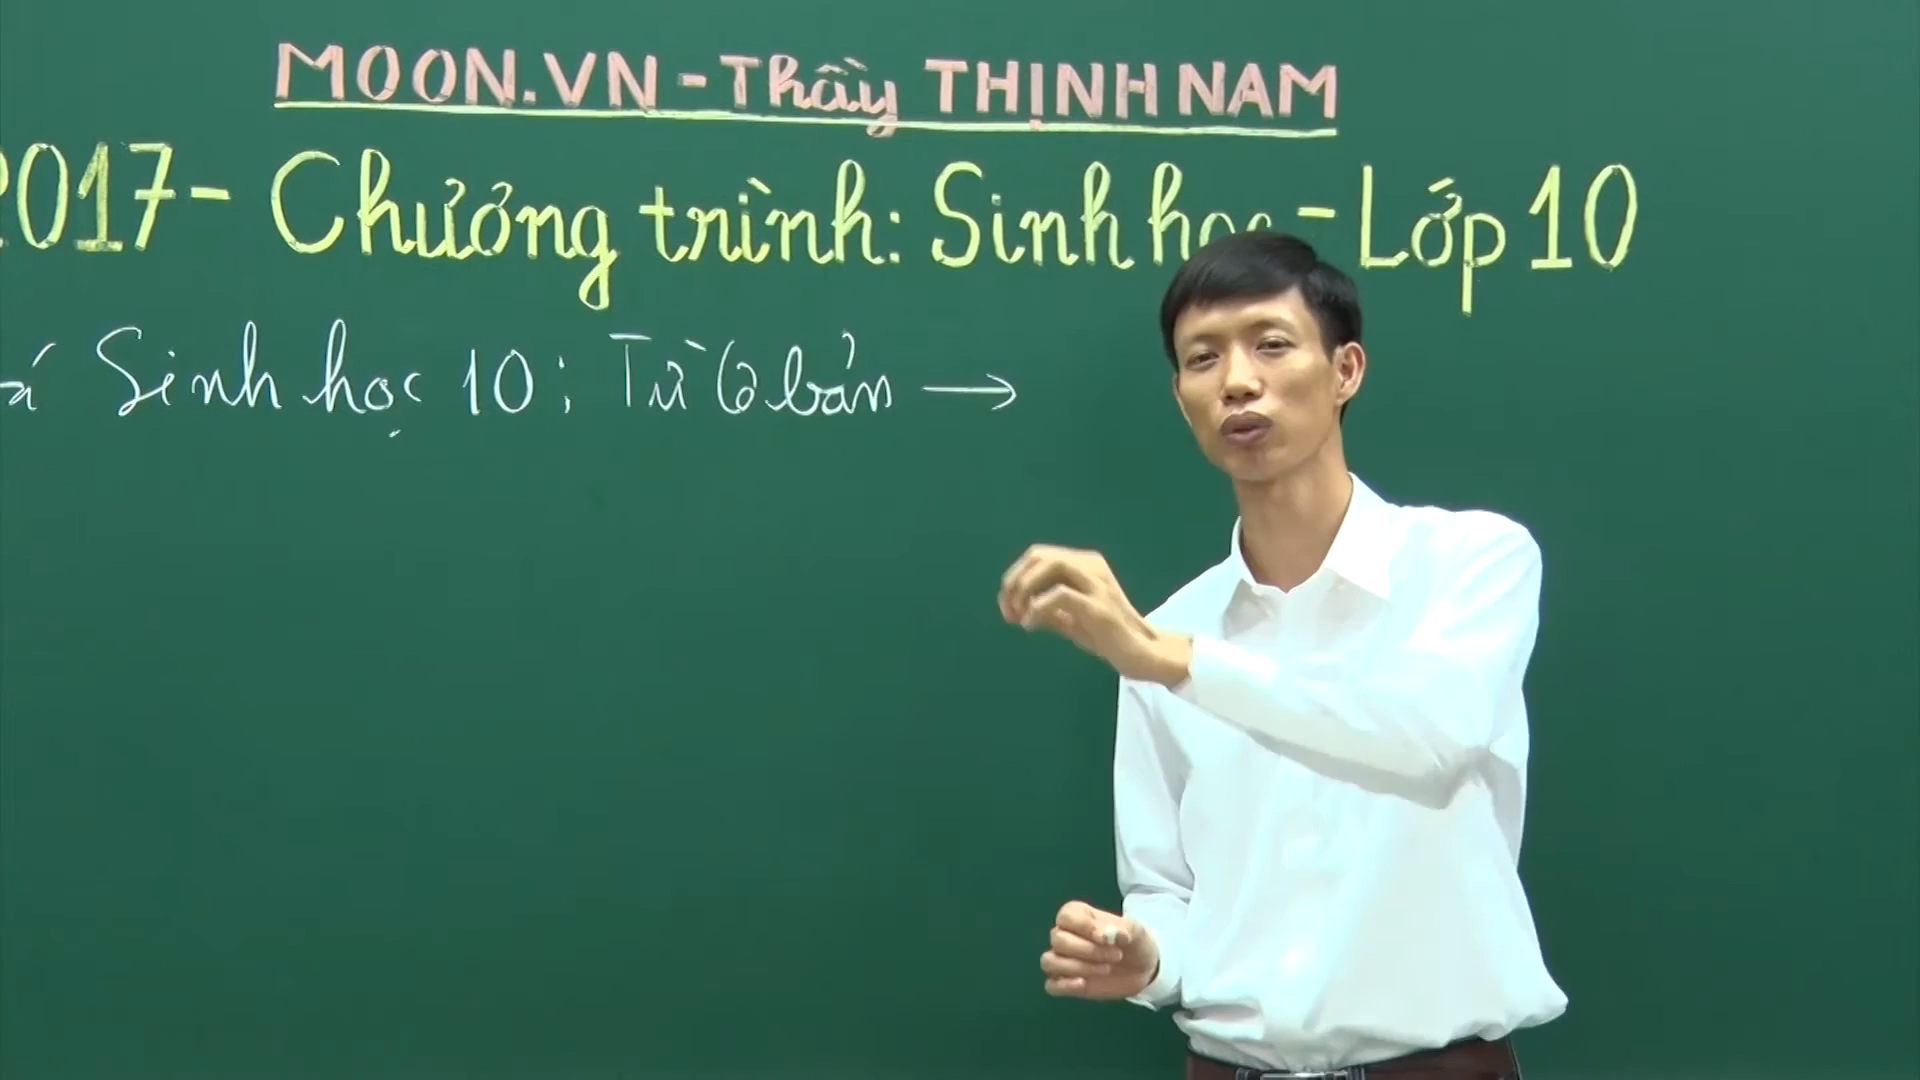 MOON.VN - Thầy THỊNH NAM
2017 - Chương trình: Sinh học - Lớp 10
Sinh học 10: Từ cơ bản →